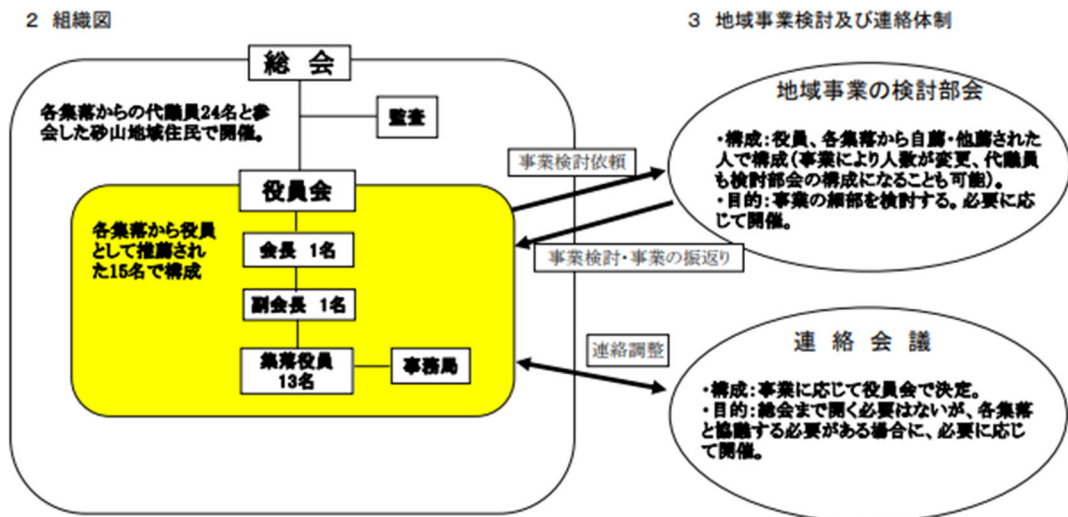 2 組織図
総 会
各集落からの代議員24名と参
会した砂山地域住民で開催。
監査
役員会
各集落から役員
として推薦され
た15名で構成
会長 1名
副会長 1名
集落役員
13名
事務局
3 地域事業検討及び連絡体制
事業検討依頼
事業検討・事業の振返り
連絡調整
地域事業の検討部会
・構成：役員、各集落から自薦・他薦された
人で構成（事業により人数が変更、代議員
も検討部会の構成になることも可能）。
・目的：事業の細部を検討する。必要に応
じて開催。
連 絡 会 議
・構成：事業に応じて役員会で決定。
・目的：総会まで開く必要はないが、各集落
と協議する必要がある場合に、必要に応じ
て開催。